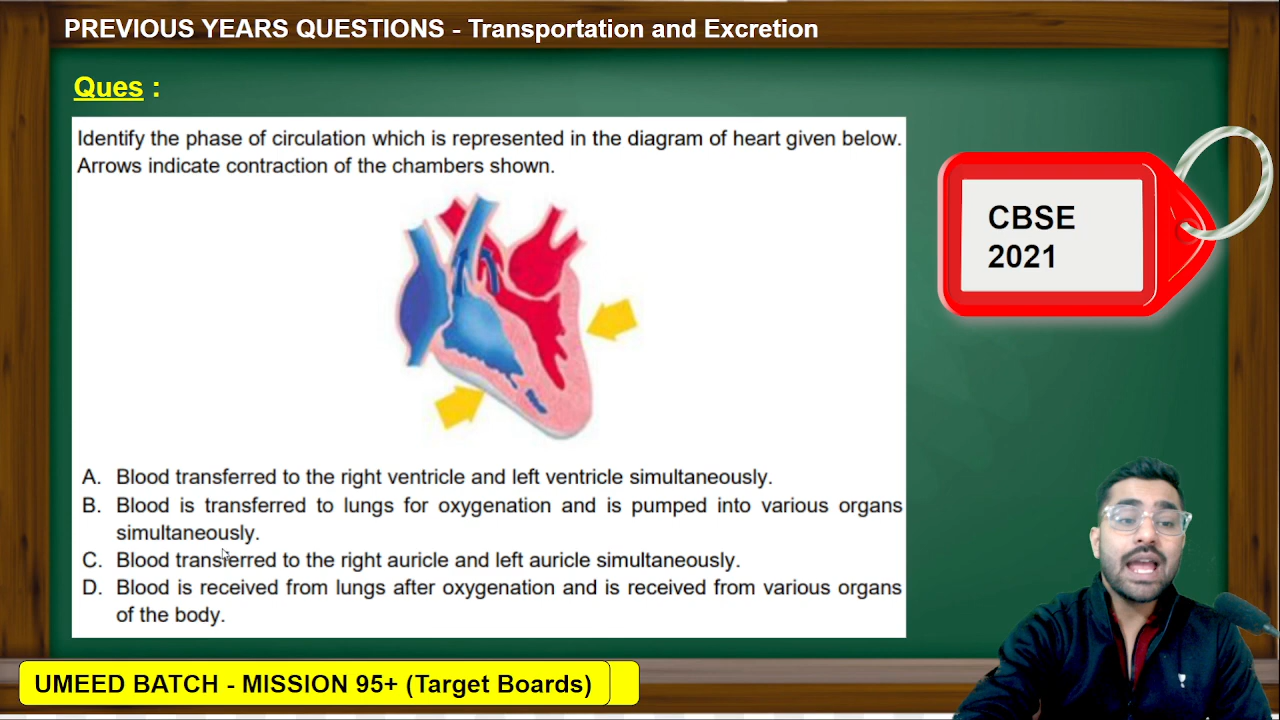 PREVIOUS YEARS QUESTIONS - Transportation and Excretion
Ques :
Identify the phase of circulation which is represented in the diagram of heart given below.
Arrows indicate contraction of the chambers shown.
CBSE
2021
A. Blood transferred to the right ventricle and left ventricle simultaneously.
B. Blood is transferred to lungs for oxygenation and is pumped into various organs
simultaneously.
C. Blood transferred to the right auricle and left auricle simultaneously.
D. Blood is received from lungs after oxygenation and is received from various organs
of the body.
UMEED BATCH - MISSION 95+ (Target Boards)